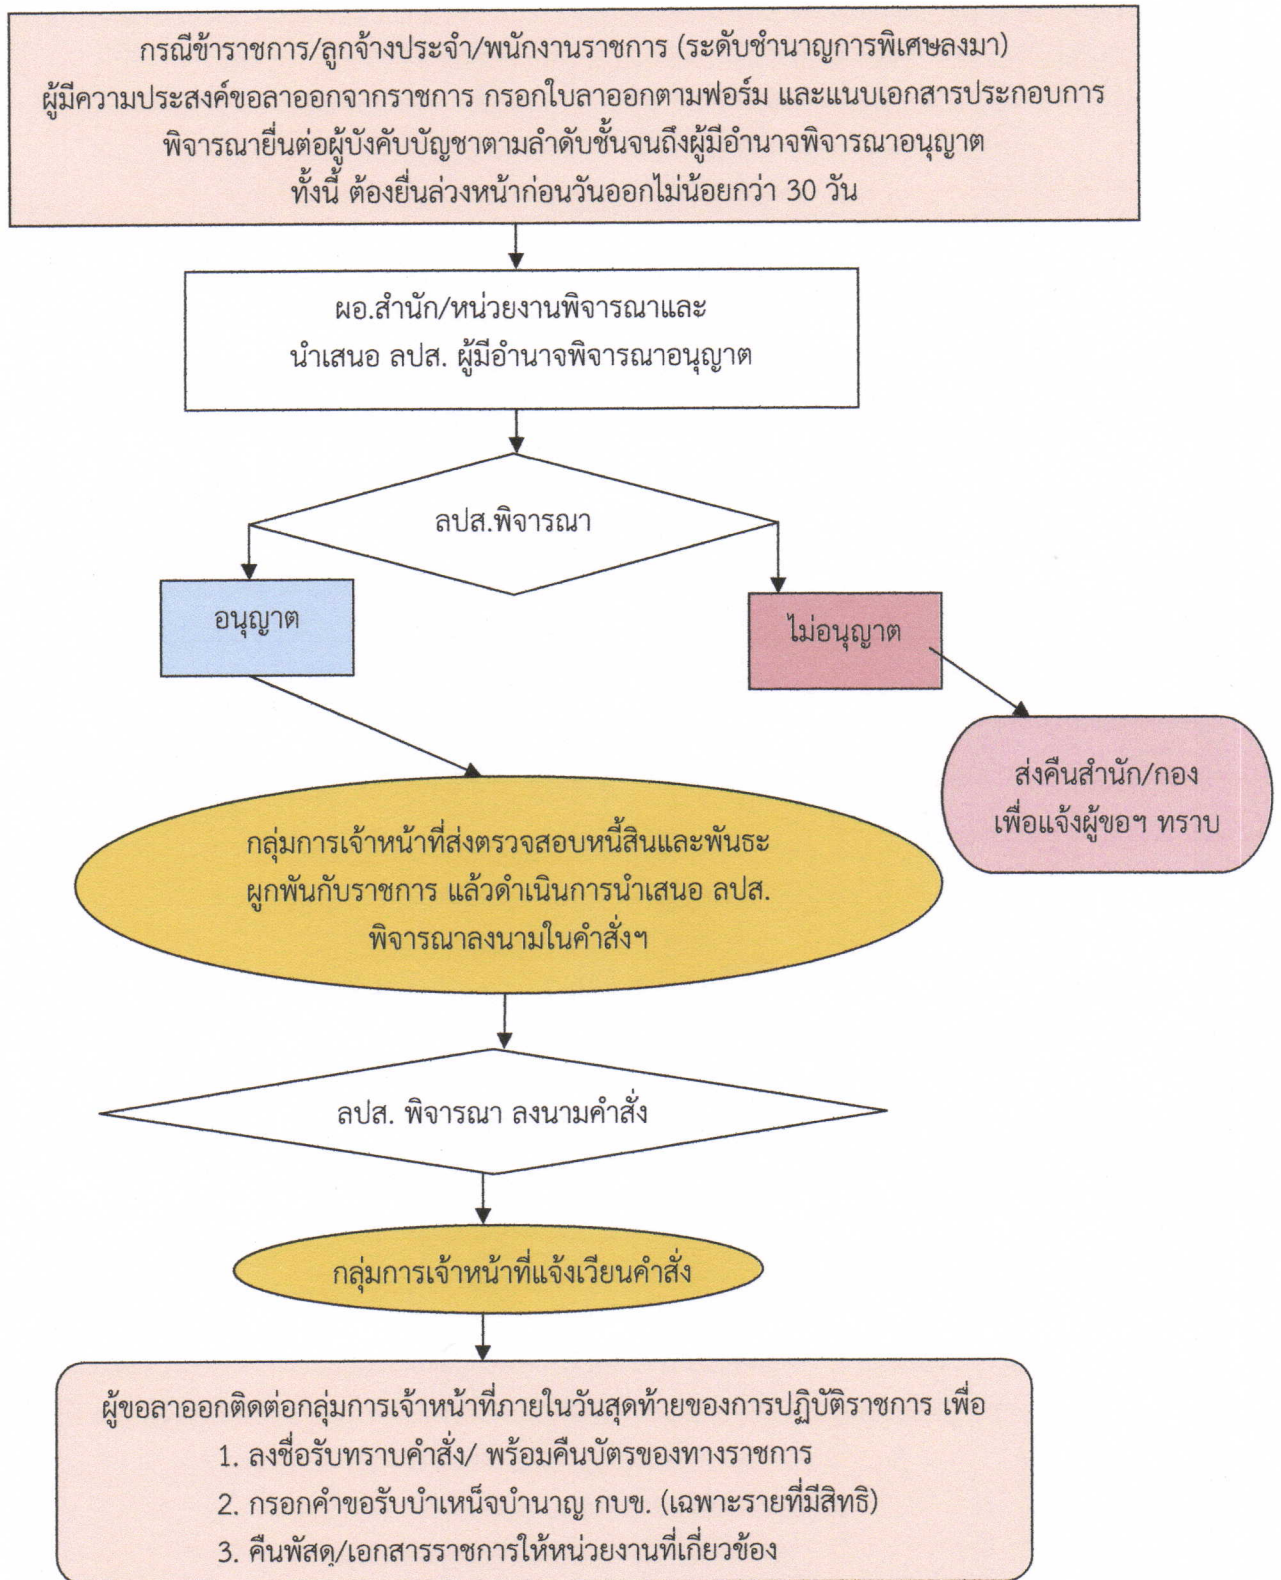 กรณีข้าราชการ/ลูกจ้างประจำ/พนักงานราชการ (ระดับชำนาญการพิเศษลงมา)
ผู้มีความประสงค์ขอลาออกจากราชการ กรอกใบลาออกตามฟอร์ม และแนบเอกสารประกอบการ
พิจารณายื่นต่อผู้บังคับบัญชาตามลำดับชั้นจนถึงผู้มีอำนาจพิจารณาอนุญาต
ทั้งนี้ ต้องยื่นล่วงหน้าก่อนวันออกไม่น้อยกว่า 30 วัน
ผอ.สำนัก/หน่วยงานพิจารณาและ
นำเสนอ ลปส. ผู้มีอำนาจพิจารณาอนุญาต
ลปส.พิจารณา
อนุญาต
ไม่อนุญาต
ส่งคืนสำนัก/กอง
เพื่อแจ้งผู้ขอฯ ทราบ
กลุ่มการเจ้าหน้าที่ส่งตรวจสอบหนี้สินและพันธะ
ผูกพันกับราชการ แล้วดำเนินการนำเสนอ ลปส.
พิจารณาลงนามในคำสั่งฯ
ลปส. พิจารณา ลงนามคำสั่ง
กลุ่มการเจ้าหน้าที่แจ้งเวียนคำสั่ง
ผู้ขอลาออกติดต่อกลุ่มการเจ้าหน้าที่ภายในวันสุดท้ายของการปฏิบัติราชการ เพื่อ
1. ลงชื่อรับทราบคำสั่ง/ พร้อมคืนบัตรของทางราชการ
2. กรอกคำขอรับบำเหน็จบำนาญ กบข. (เฉพาะรายที่มีสิทธิ)
3. คืนพัสดุ/เอกสารราชการให้หน่วยงานที่เกี่ยวข้อง